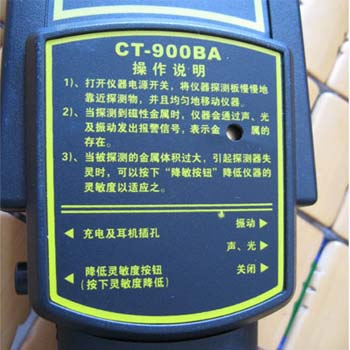 CT-900BA
操作说明
1)、打开仪器电源开关，将仪器探测板慢慢地
靠近探测物，并且均匀地移动仪器。
2)、当探测到磁性金属时，仪器会通过声、光
及振动发出报警信号，表示金 属的
存在。
3)、当被探测的金属体积过大，引起探测器失
灵时，可以按下“降敏按钮”降低仪器的
灵敏度以适应之。
振动
充电及耳机插孔
声、光
降低灵敏度按钮 关闭
(按下灵敏度降低)